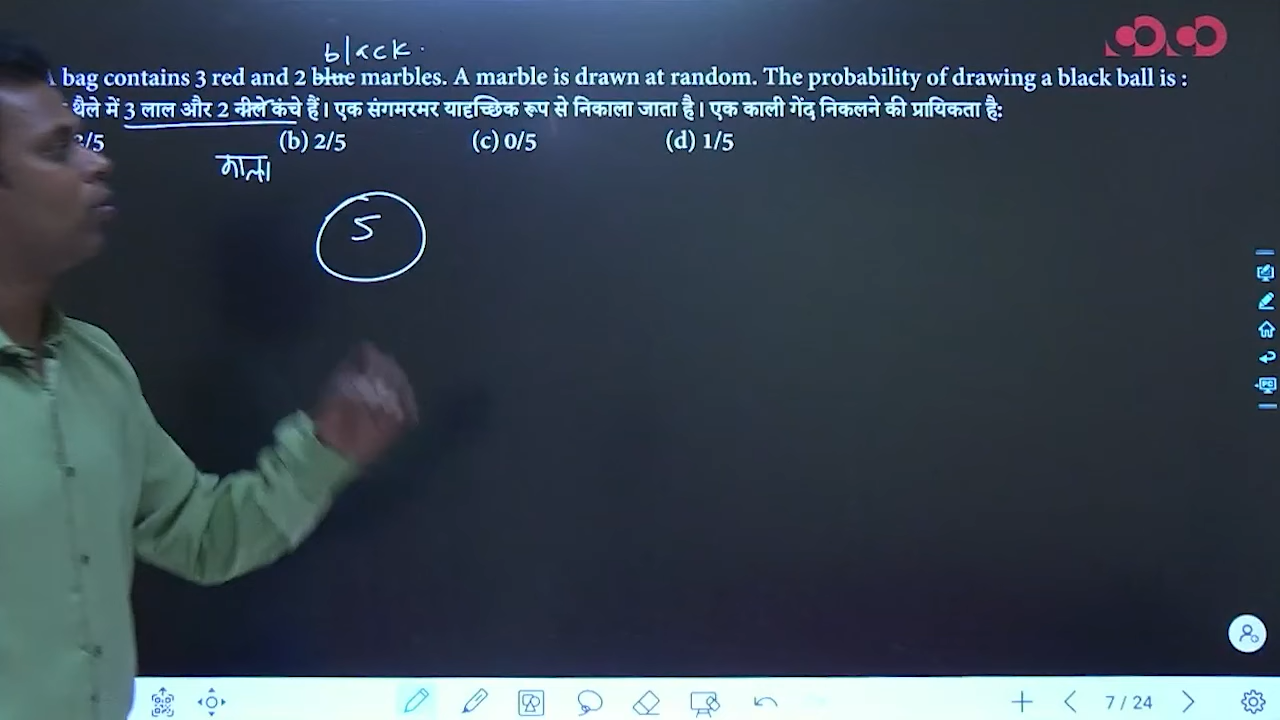 black.
bag contains 3 red and 2 blue marbles. A marble is drawn at random. The probability of drawing a black ball is :
थैले में 3 लाल और 2 नीले कंचे हैं। एक संगमरमर यादृच्छिक रूप से निकाला जाता है। एक काली गेंद निकलने की प्रायिकता है:
/5 (b) 2/5 (c) 0/5 (d) 1/5
काला
5
7 / 24